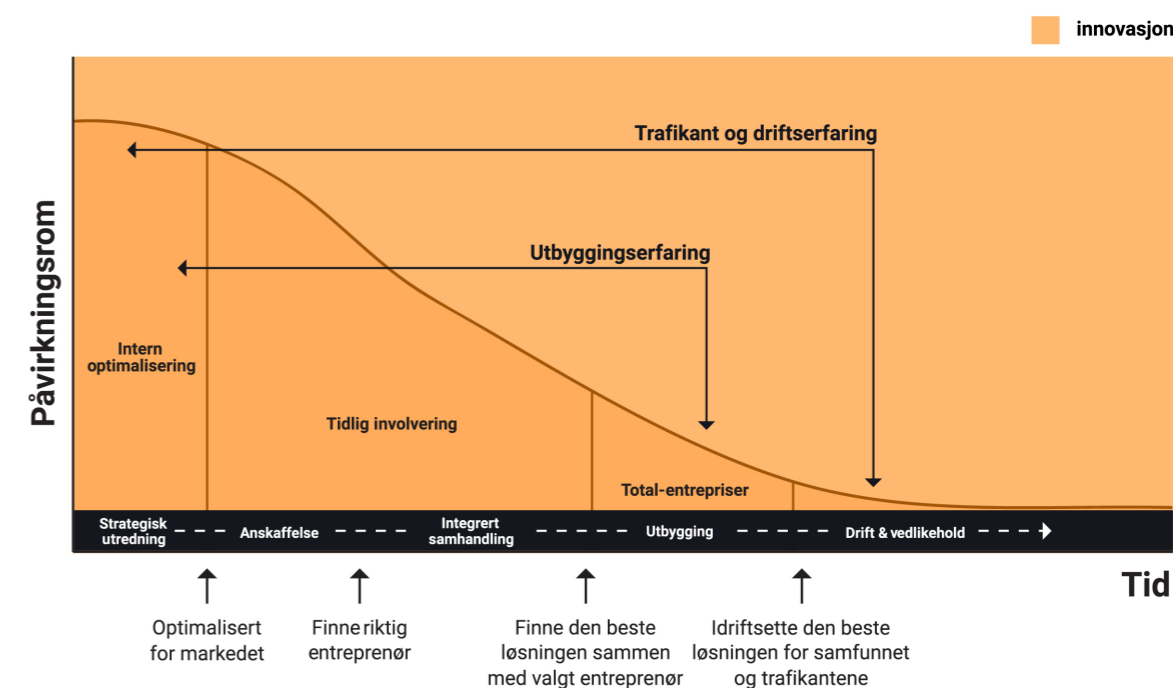 innovasjon
Trafikant og driftserfaring
Utbyggingserfaring
Påvirkningsrom
Intern
optimalisering
Tidlig involvering
Total-entrepriser
Strategisk
utredning
Anskaffelse
Integrert
samhandling
Utbygging
Drift & vedlikehold
Tid
Optimalisert
for markedet
Finne riktig
entreprenør
Finne den beste
løsningen sammen
med valgt entreprenør
Idriftsette den beste
løsningen for samfunnet
og trafikantene